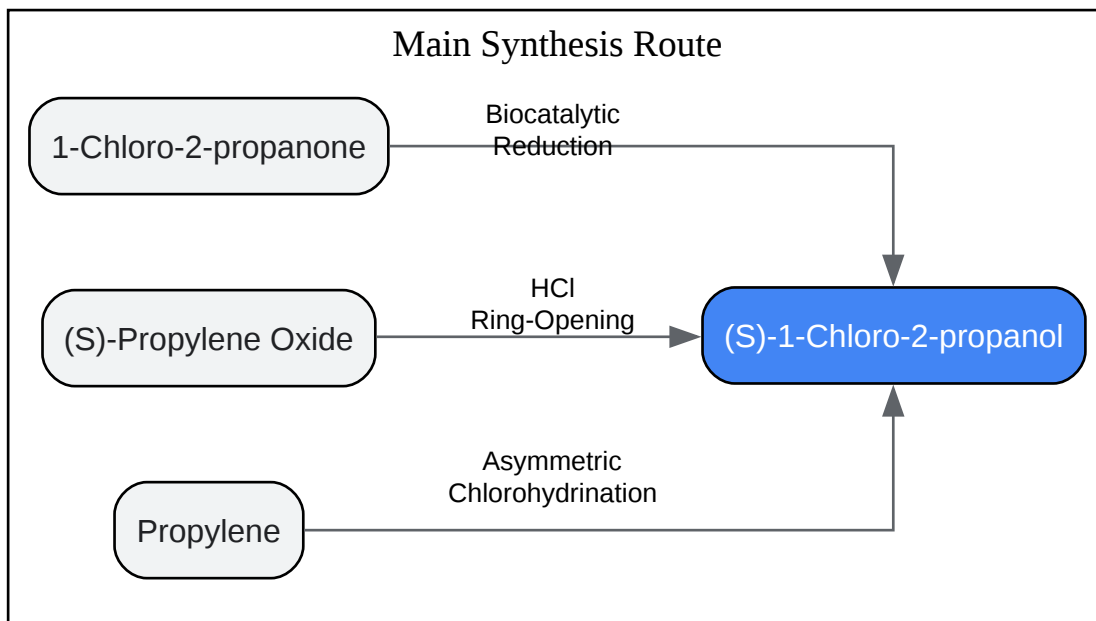 Main Synthesis Route
Biocatalytic
Reduction
1-Chloro-2-propanone
HCl
Ring-Opening
(S)-Propylene Oxide
(S)-1-Chloro-2-propanol
Asymmetric
Chlorohydrination
Propylene